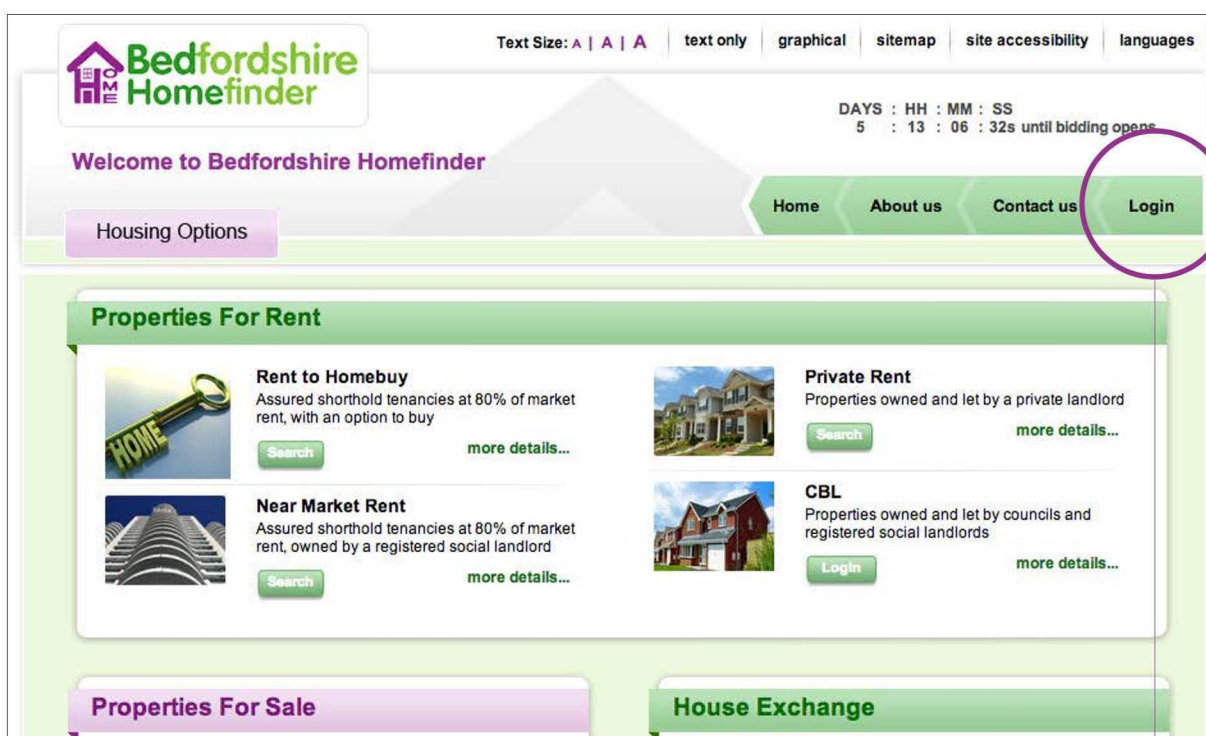 Bedfordshire
Homefinder
HOME
Text Size: A | A | A
text only graphical sitemap site accessibility languages
DAYS : HH : MM : SS
5 : 13 : 06 : 32s until bidding opens
Welcome to Bedfordshire Homefinder
Home About us Contact us Login
Housing Options
Properties For Rent
HOME
Rent to Homebuy
Assured shorthold tenancies at 80% of market
rent, with an option to buy
Search more details...
Private Rent
Properties owned and let by a private landlord
Search more details...
Near Market Rent
Assured shorthold tenancies at 80% of market
rent, owned by a registered social landlord
Search more details...
CBL
Properties owned and let by councils and
registered social landlords
Login more details...
Properties For Sale
House Exchange